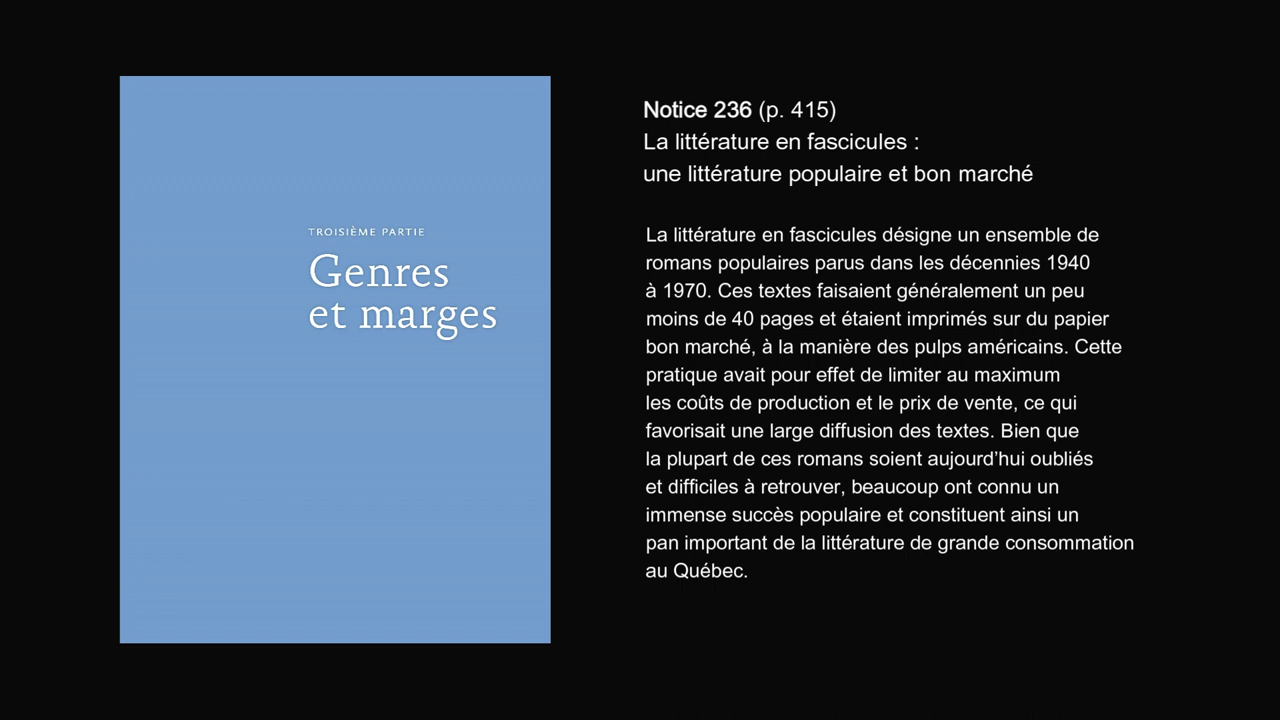 TROISIÈME PARTIE
Genres
et marges
Notice 236 (p. 415)
La littérature en fascicules :
une littérature populaire et bon marché
La littérature en fascicules désigne un ensemble de
romans populaires parus dans les décennies 1940
à 1970. Ces textes faisaient généralement un peu
moins de 40 pages et étaient imprimés sur du papier
bon marché, à la manière des pulps américains. Cette
pratique avait pour effet de limiter au maximum
les coûts de production et le prix de vente, ce qui
favorisait une large diffusion des textes. Bien que
la plupart de ces romans soient aujourd’hui oubliés
et difficiles à retrouver, beaucoup ont connu un
immense succès populaire et constituent ainsi un
pan important de la littérature de grande consommation
au Québec.